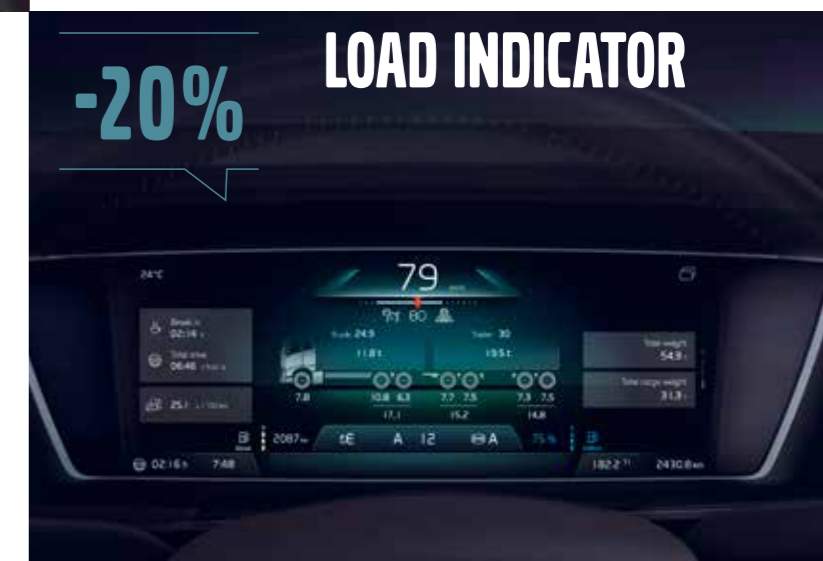 -20%
LOAD INDICATOR
24°C
79
km/h
80
Break in
02:14 h
Total drive
06:46
Truck 24.9
Trailer 30
11.8 t
19.5 t
Total weight
54.9 t
Total cargo weight
31.3 t
7.8
10.8 6.3
7.7 7.5
7.3 7.5
17.1
15.2
14.8
25.1
2087 km
A 12
A
75 %
02:16 h
7:48
2430.8 km